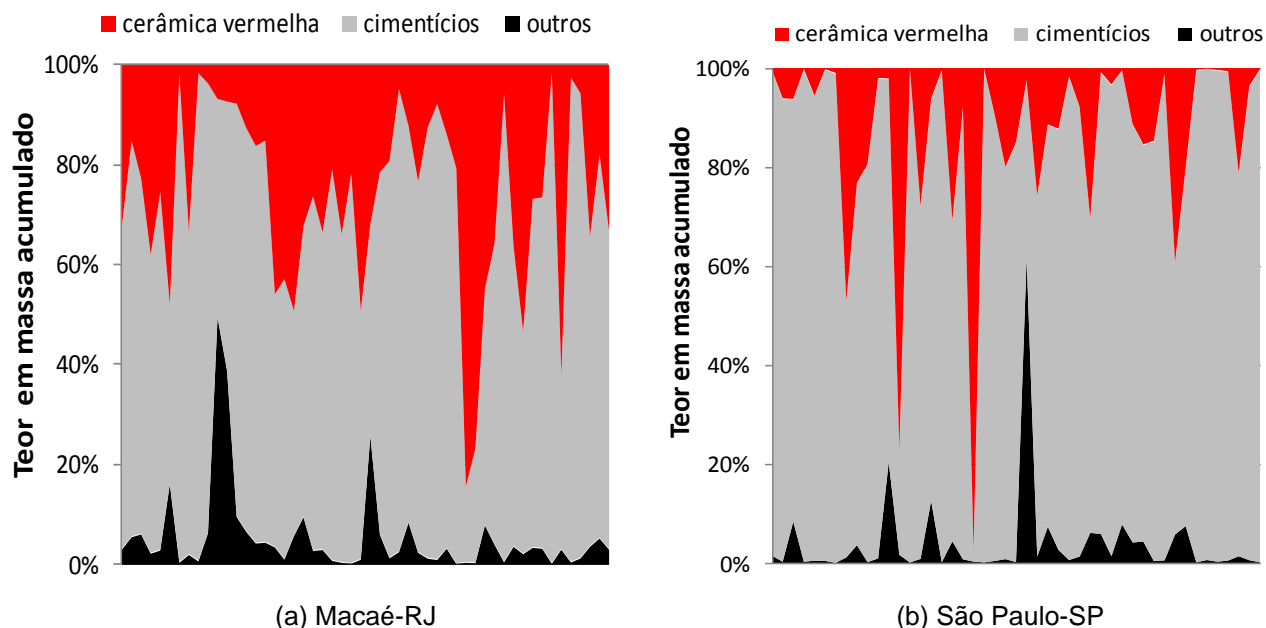 cerâmica vermelha cimentícios outros
Teor em massa acumulado
100%
80%
60%
40%
20%
0%
(a) Macaé-RJ
cerâmica vermelha cimentícios outros
Teor em massa acumulado
100%
80%
60%
40%
20%
0%
(b) São Paulo-SP